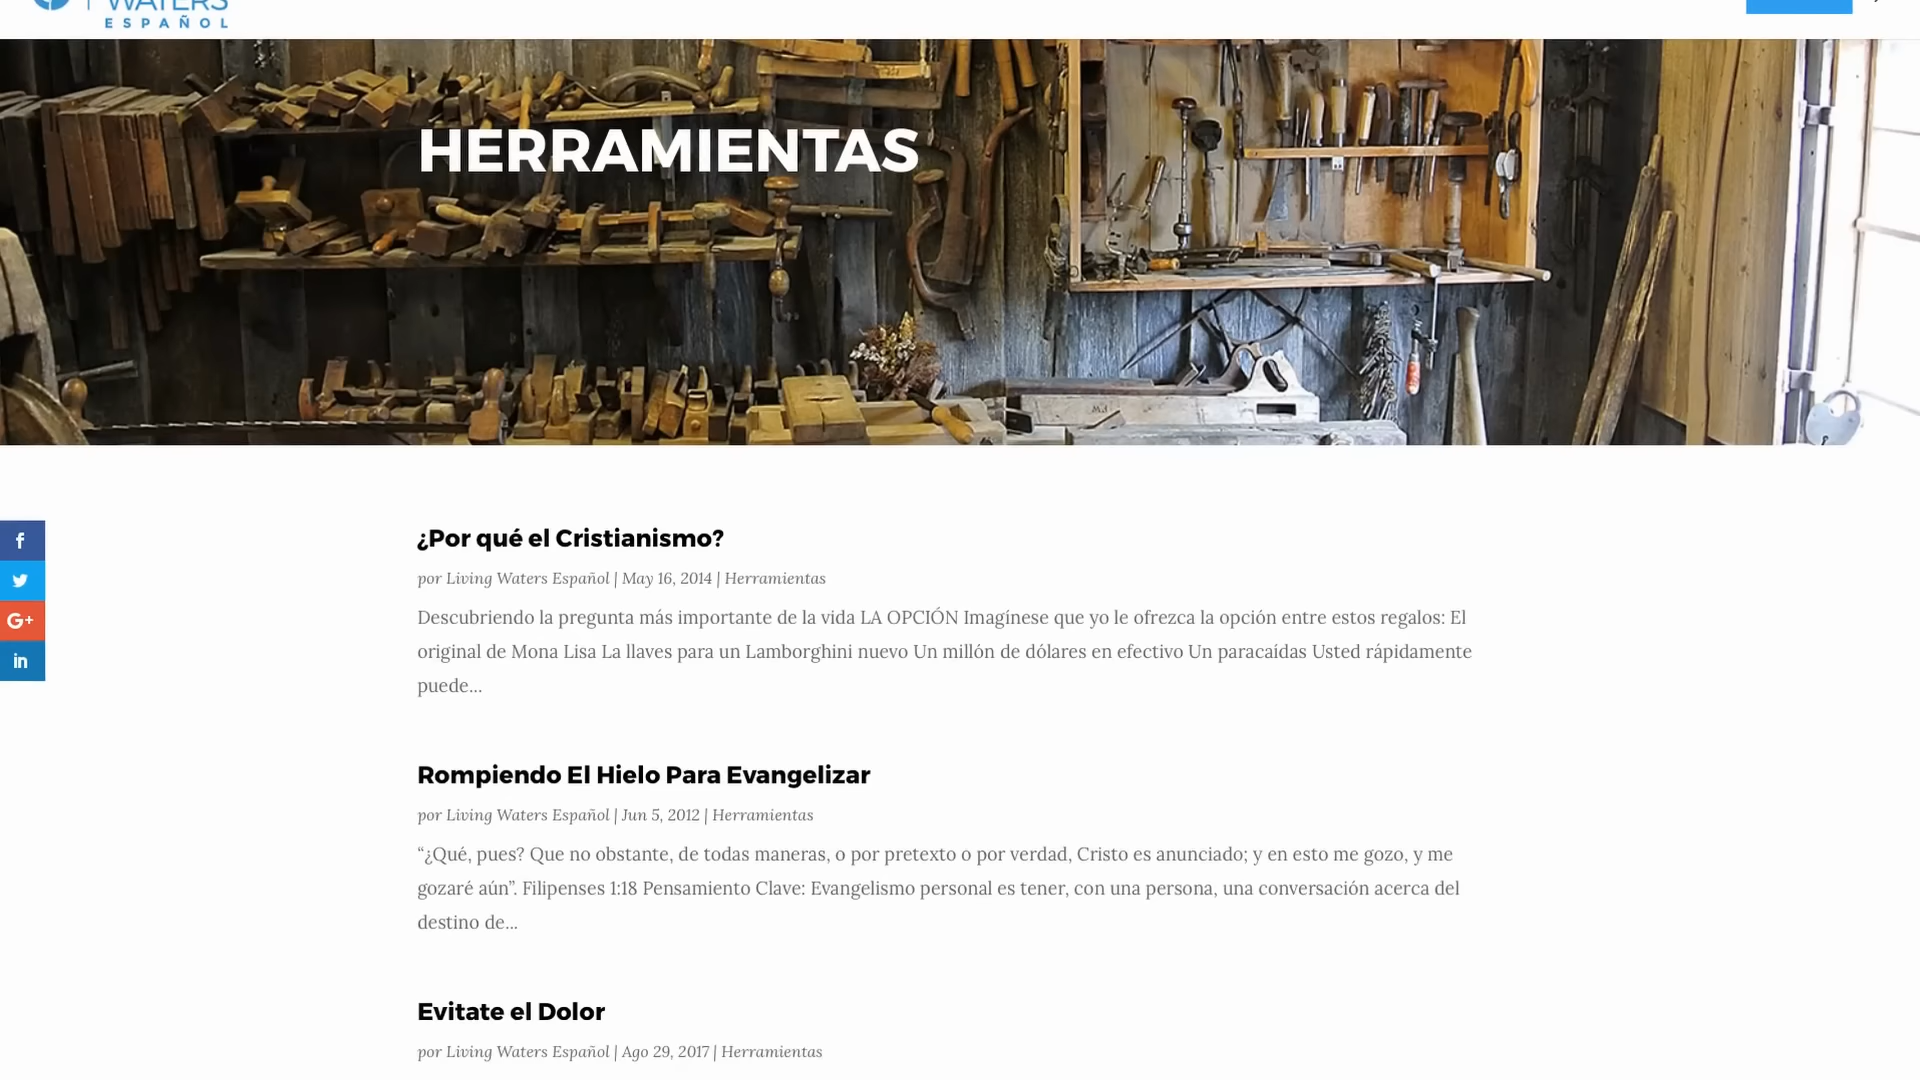 WATERS
ESPAÑOL
HERRAMIENTAS
¿Por qué el Cristianismo?
por Living Waters Español | May 16, 2014 | Herramientas
Descubriendo la pregunta más importante de la vida LA OPCIÓN Imagínese que yo le ofrezca la opción entre estos regalos: El
original de Mona Lisa La llaves para un Lamborghini nuevo Un millón de dólares en efectivo Un paracaídas Usted rápidamente
puede...
Rompiendo El Hielo Para Evangelizar
por Living Waters Español | Jun 5, 2012 | Herramientas
“¿Qué, pues? Que no obstante, de todas maneras, o por pretexto o por verdad, Cristo es anunciado; y en esto me gozo, y me
gozaré aún”. Filipenses 1:18 Pensamiento Clave: Evangelismo personal es tener, con una persona, una conversación acerca del
destino de...
Evitate el Dolor
por Living Waters Español | Ago 29, 2017 | Herramientas